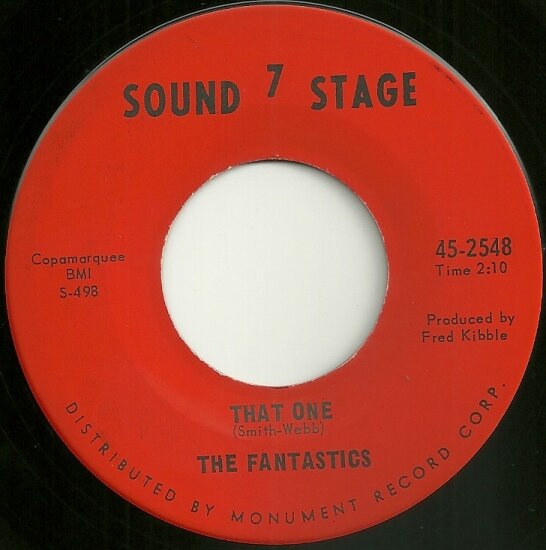 SOUND 7 STAGE
Copamarquee
BMI
S-498
45-2548
Time 2:10
Produced by
Fred Kibble
THAT ONE
(Smith-Webb)
THE FANTASTICS
DISTRIBUTED BY MONUMENT RECORD CORP.